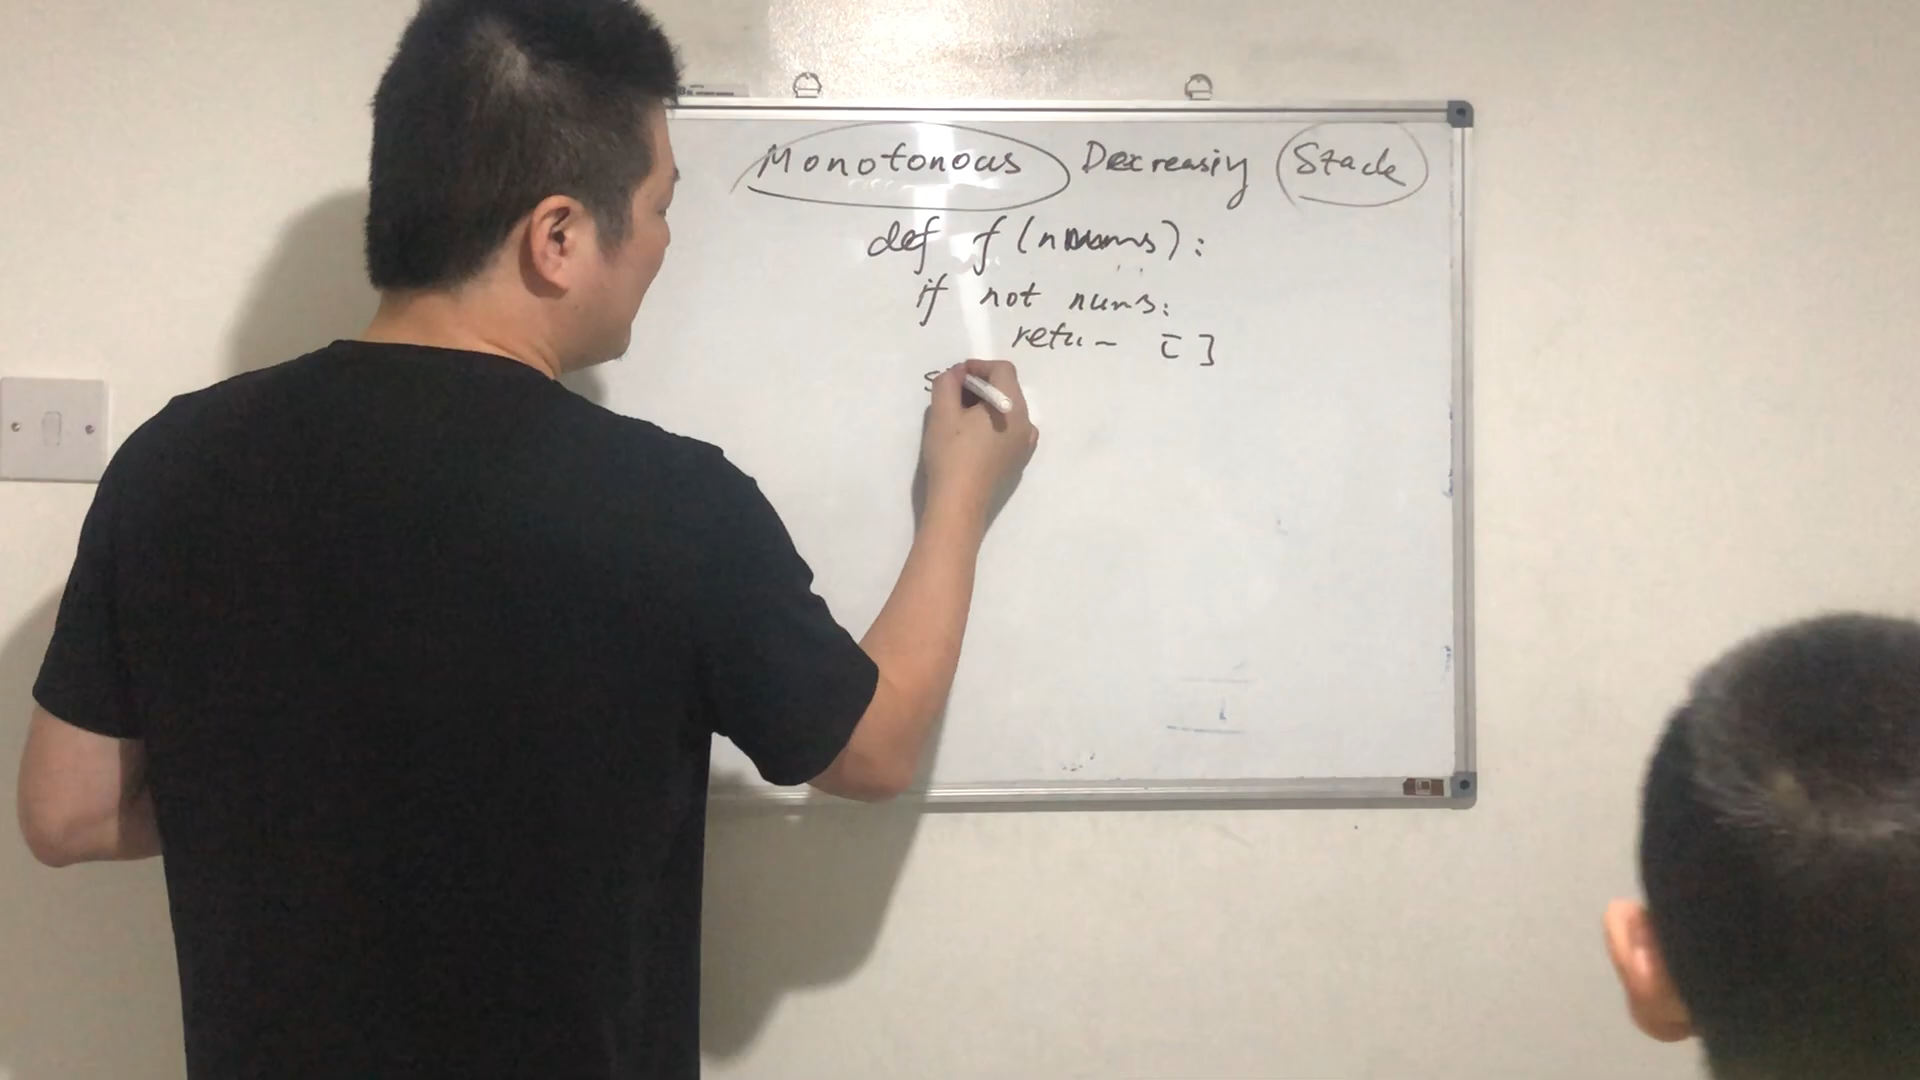 Monotonous Decreasing Stack
def f(nums):
if not nums:
return []
s